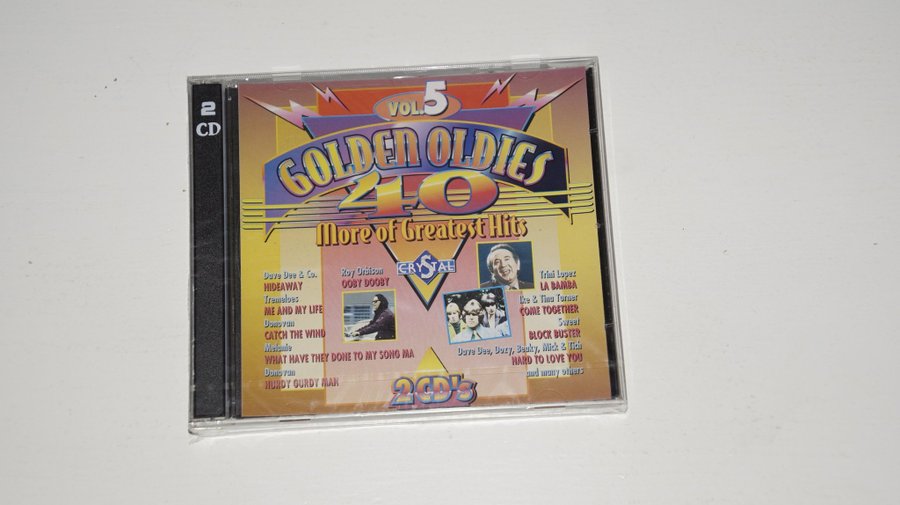 2
CD
VOL.5
GOLDEN OLDIES
40
More of Greatest Hits
CRYSTAL
Dave Dee & Co.
HIDEAWAY
Tremeloes
ME AND MY LIFE
Donovan
CATCH THE WIND
Melanie
WHAT HAVE THEY DONE TO MY SONG MA
Donovan
HURDY GURDY MAN
Roy Orbison
OOBY DOOBY
Trini Lopez
LA BAMBA
Ike & Tina Turner
COME TOGETHER
Sweet
BLOCK BUSTER
Dave Dee, Dozy, Beaky, Mick & Tich
HARD TO LOVE YOU
and many others
2CD's